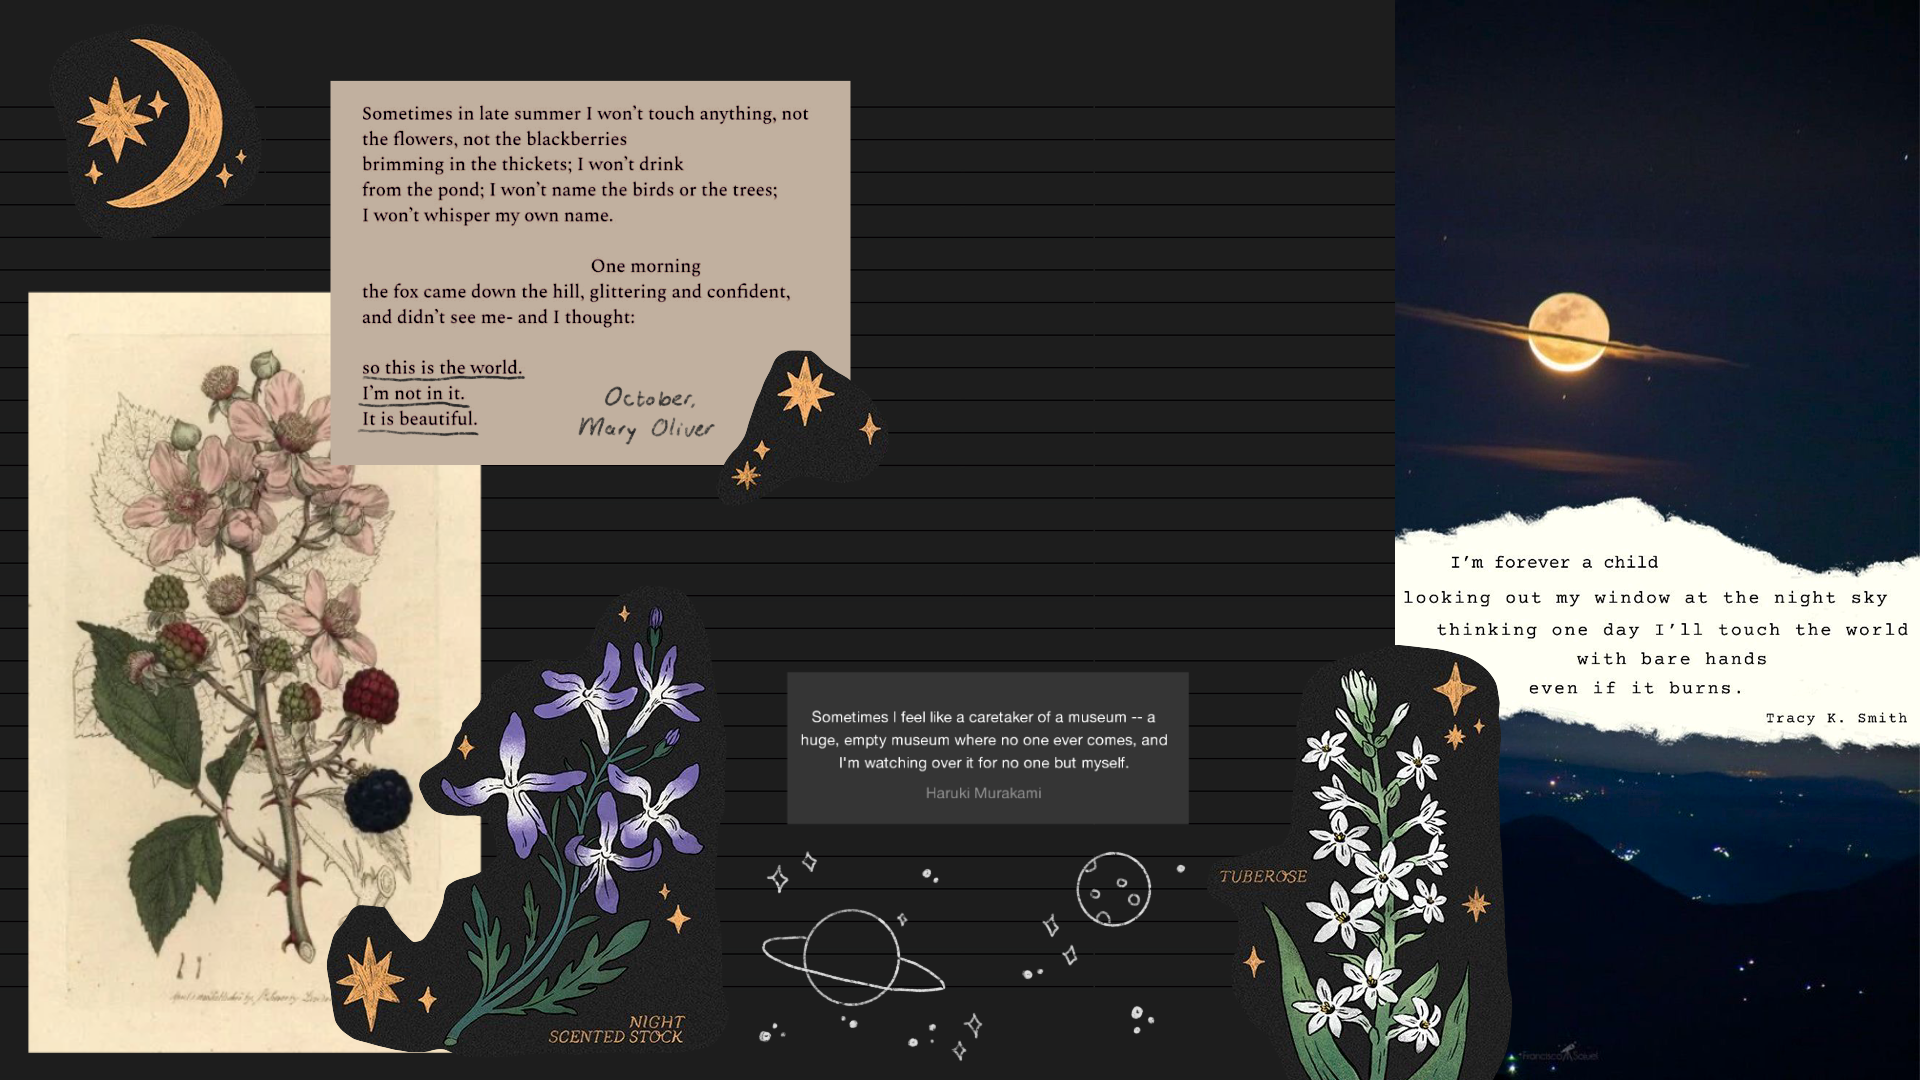 Sometimes in late summer I won't touch anything, not
the flowers, not the blackberries
brimming in the thickets; I won't drink
from the pond; I won't name the birds or the trees;
I won't whisper my own name.
One morning
the fox came down the hill, glittering and confident,
and didn't see me- and I thought:
so this is the world.
I'm not in it.
It is beautiful.
October,
Mary Oliver
NIGHT
SCENTED STOCK
Sometimes I feel like a caretaker of a museum -- a
huge, empty museum where no one ever comes, and
I'm watching over it for no one but myself.
Haruki Murakami
TUBEROSE
I'm forever a child
looking out my window at the night sky
thinking one day I'll touch the world
with bare hands
even if it burns.
Tracy K. Smith